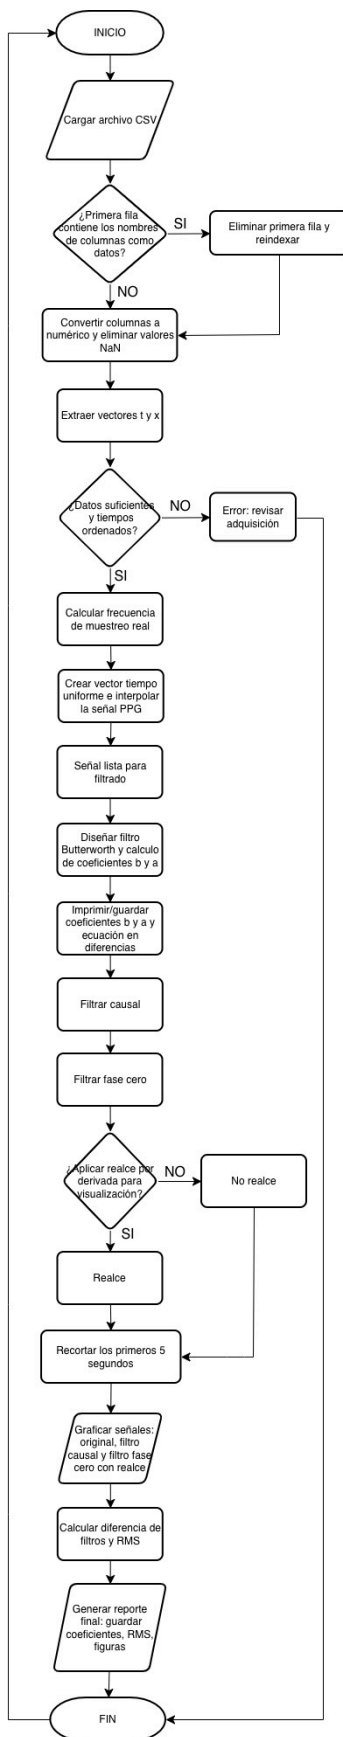 INICIO
Cargar archivo CSV
¿Primera fila
contiene los nombres
de columnas como
datos?
SI
Eliminar primera fila y
reindexar
NO
Convertir columnas a
numérico y eliminar valores
NaN
Extraer vectores t y x
¿Datos suficientes
y tiempos
ordenados?
NO
Error: revisar
adquisición
SI
Calcular frecuencia
de muestreo real
Crear vector tiempo
uniforme e interpolar
la señal PPG
Señal lista para
filtrado
Diseñar filtro
Butterworth y calculo
de coeficientes b y a
Imprimir/guardar
coeficientes b y a y
ecuación en
diferencias
Filtrar causal
Filtrar fase cero
¿Aplicar realce por
derivada para
visualización?
NO
No realce
SI
Realce
Recortar los primeros 5
segundos
Graficar señales:
original, filtro
causal y filtro fase
cero con realce
Calcular diferencia de
filtros y RMS
Generar reporte
final: guardar
coeficientes, RMS,
figuras
FIN